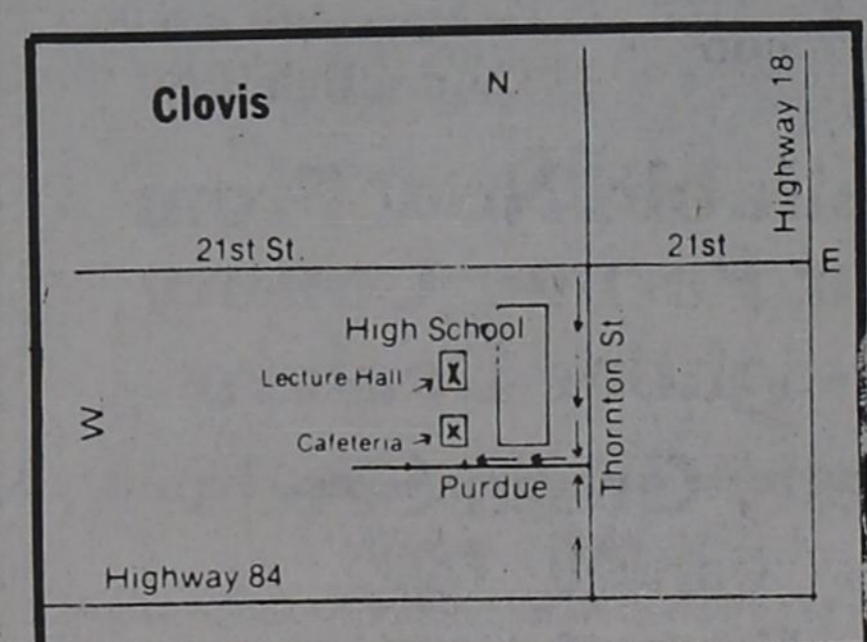 N.
Clovis
Highway 18
21st St.
21st
E
High School
Lecture Hall
X
Thornton St.
W.
Cafeteria
X
Purdue
Highway 84